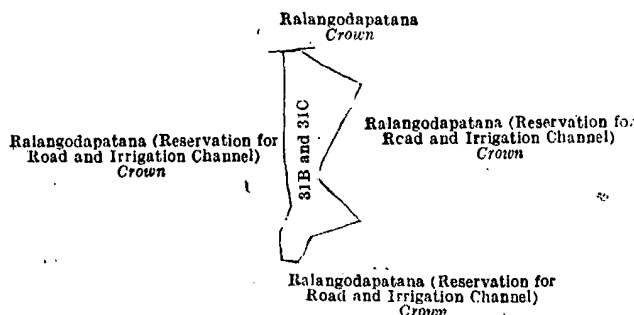 Ralangodapatana
Crown
Ralangodapatana (Reservation for
Road and Irrigation Channel)
Crown
31B and 31C
Ralangodapatana (Reservation for
Road and Irrigation Channel)
Crown
Ralangodapatana (Reservation for
Road and Irrigation Channel)
Crown